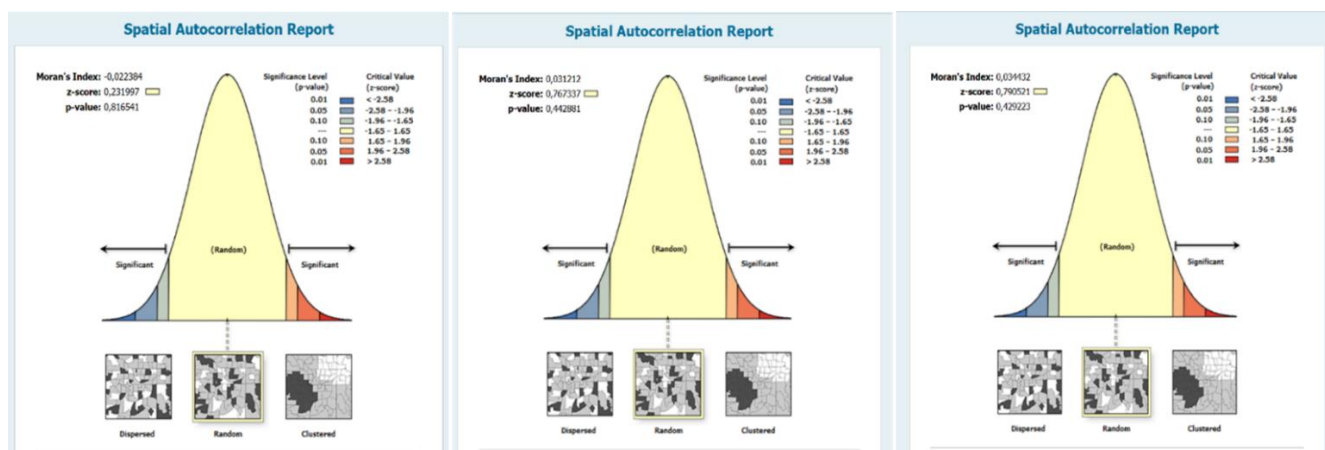 Spatial Autocorrelation Report
Moran's Index: -0,022384
z-score: 0,231997
p-value: 0,816541
Significance Level (p-value)
Critical Value (z-score)
0.01 < -2.58
0.05 -2.58 – -1.96
0.10 -1.96 – -1.65
--- -1.65 – 1.65
0.10 1.65 – 1.96
0.05 1.96 – 2.58
0.01 > 2.58
(Random)
Significant
Significant
Dispersed
Random
Clustered
Spatial Autocorrelation Report
Moran's Index: 0,031212
z-score: 0,767337
p-value: 0,442881
Significance Level (p-value)
Critical Value (z-score)
0.01 < -2.58
0.05 -2.58 – -1.96
0.10 -1.96 – -1.65
--- -1.65 – 1.65
0.10 1.65 – 1.96
0.05 1.96 – 2.58
0.01 > 2.58
(Random)
Significant
Significant
Dispersed
Random
Clustered
Spatial Autocorrelation Report
Moran's Index: 0,034432
z-score: 0,790521
p-value: 0,429223
Significance Level (p-value)
Critical Value (z-score)
0.01 < -2.58
0.05 -2.58 – -1.96
0.10 -1.96 – -1.65
--- -1.65 – 1.65
0.10 1.65 – 1.96
0.05 1.96 – 2.58
0.01 > 2.58
(Random)
Significant
Significant
Dispersed
Random
Clustered